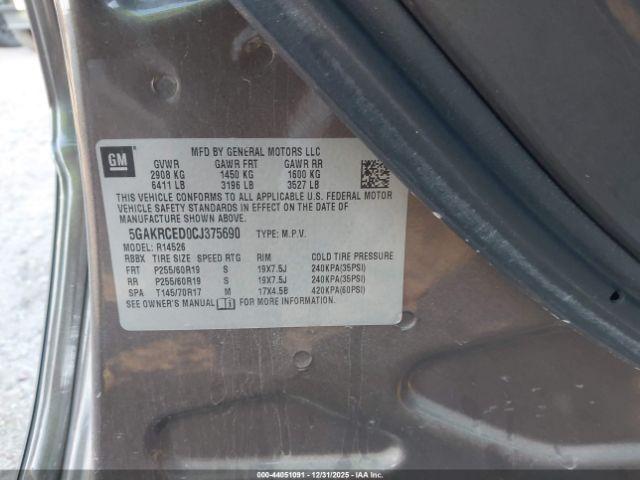 GM
MFD BY GENERAL MOTORS LLC
GVWR GAWR FRT GAWR RR
2908 KG 1450 KG 1600 KG
6411 LB 3196 LB 3527 LB
THIS VEHICLE CONFORMS TO ALL APPLICABLE U.S. FEDERAL MOTOR
VEHICLE SAFETY STANDARDS IN EFFECT ON THE DATE OF
MANUFACTURE SHOWN ABOVE.
5GAKRCED0CJ375690 TYPE: M.P.V.
MODEL: R14526
RBBX TIRE SIZE SPEED RTG RIM COLD TIRE PRESSURE
FRT P255/60R19 S 19X7.5J 240KPA(35PSI)
RR P255/60R19 S 19X7.5J 240KPA(35PSI)
SPA T145/70R17 M 17X4.5B 420KPA(60PSI)
SEE OWNER'S MANUAL FOR MORE INFORMATION.
000-44051091 - 12/31/2025 - Copyright 2025 IAA Inc.